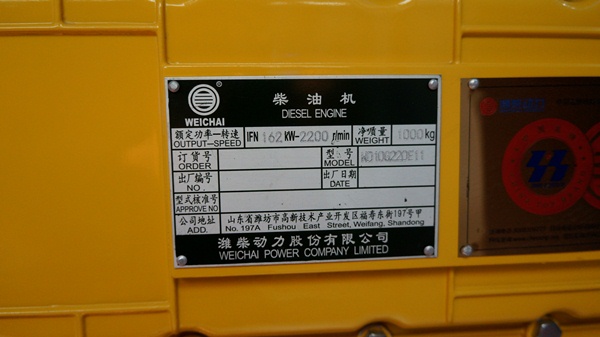 WEICHAI
柴油机
DIESEL ENGINE
额定功率—转速 IFN 162 KW-2200 r/min 净质量 1000 kg
OUTPUT—SPEED WEIGHT
订货号 型号 WD10G220E11
ORDER MODEL
出厂编号 出厂日期
NO. DATE
型式核准号
APPROVE NO
公司地址 山东省潍坊市高新技术产业开发区福寿东街197号甲
ADD. No. 197A Fushou East Street, Weifang, Shandong
潍柴动力股份有限公司
WEICHAI POWER COMPANY LIMITED